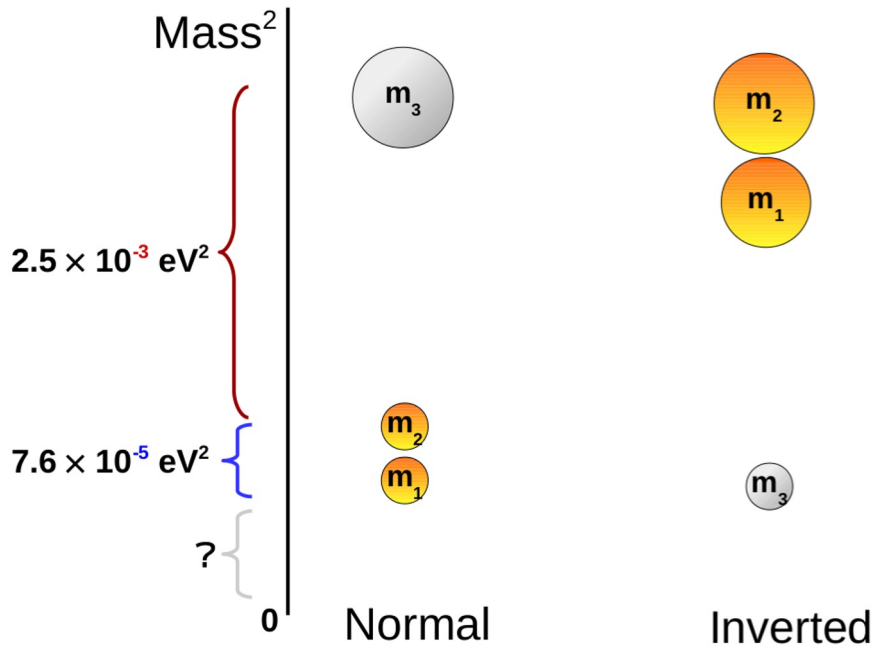 Mass²
m₃
m₂
m₁
2.5 × 10⁻³ eV²
m₂
7.6 × 10⁻⁵ eV²
m₁
m₃
?
0
Normal
Inverted